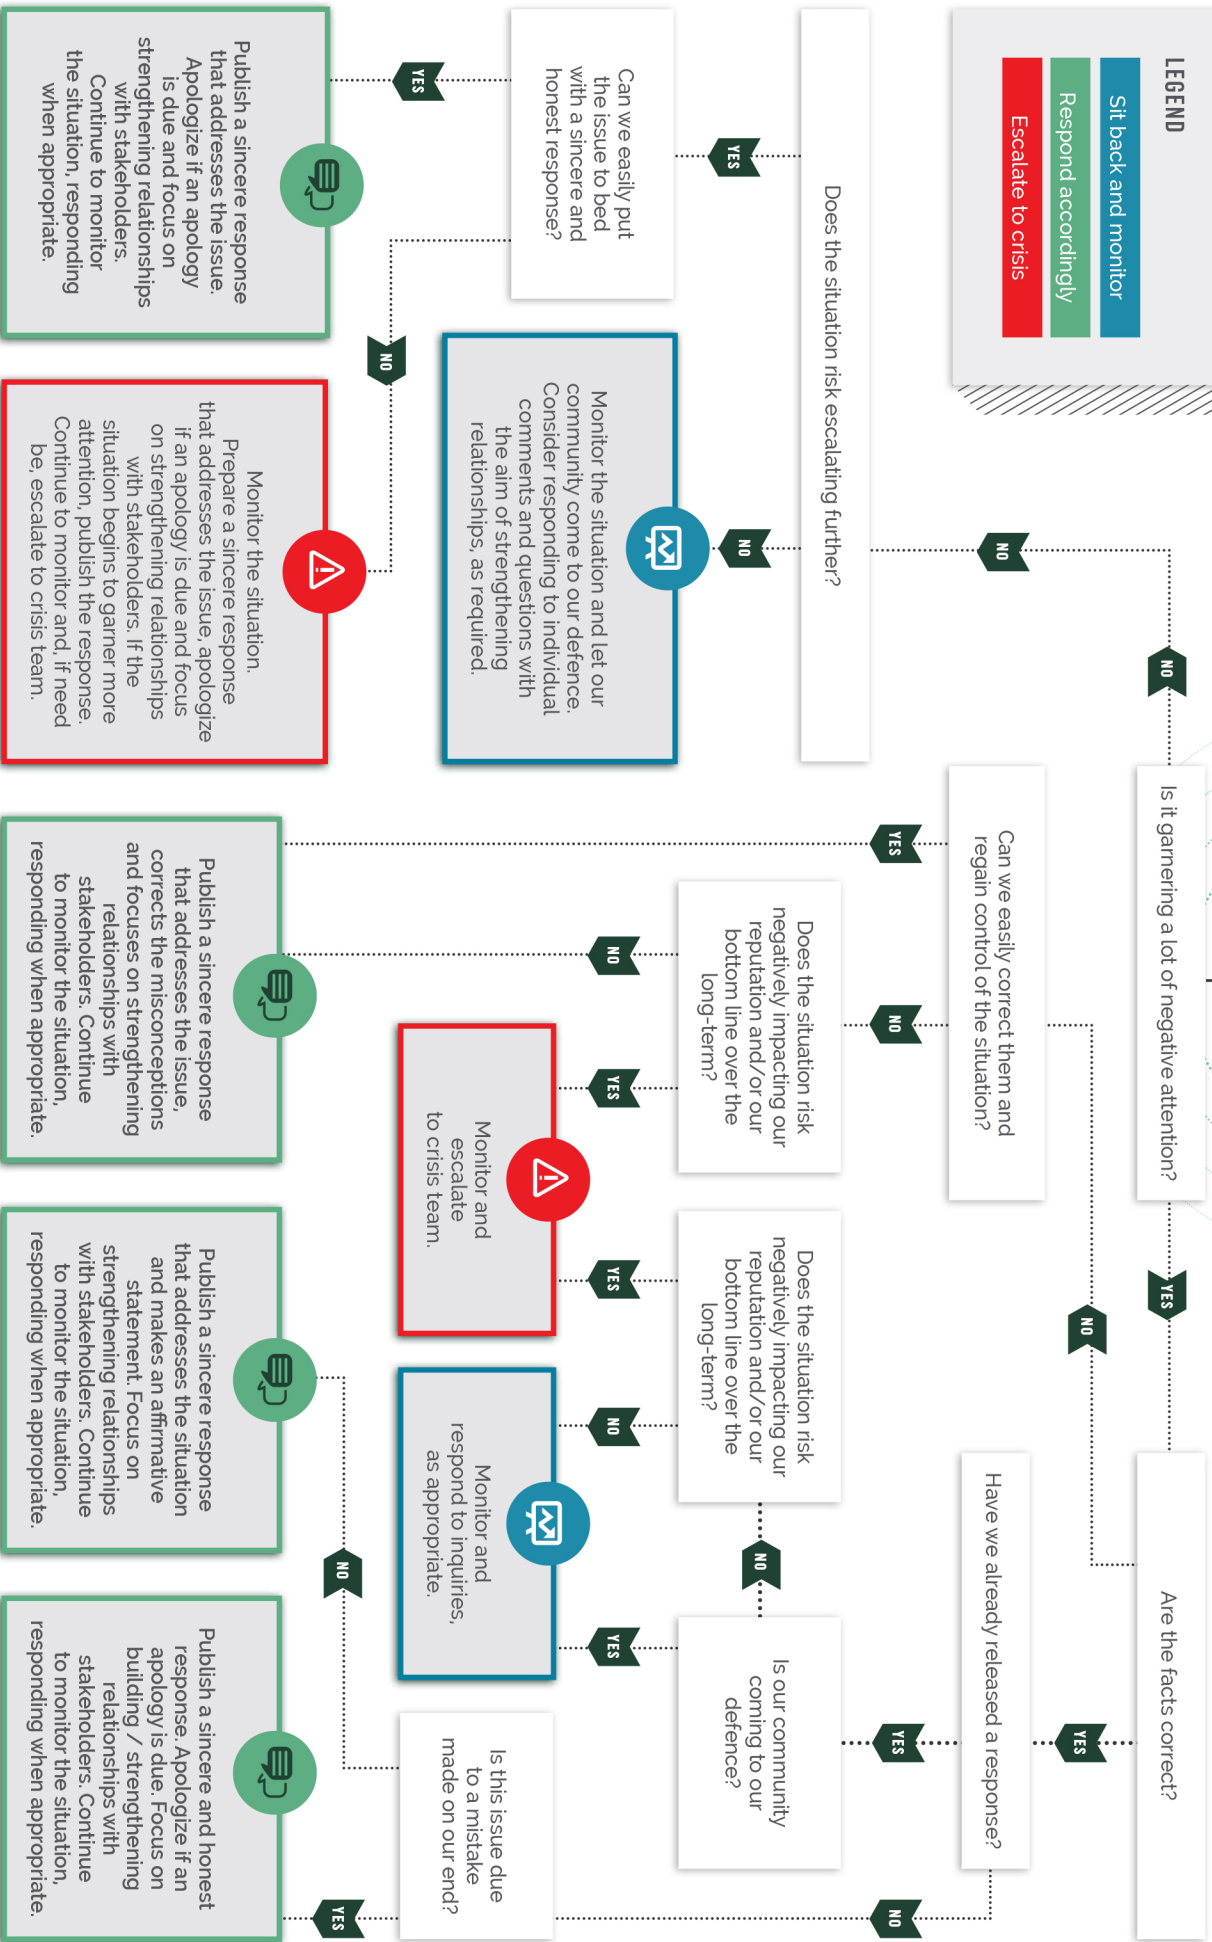 LEGEND
Sit back and monitor
Respond accordingly
Escalate to crisis
Is it garnering a lot of negative attention?
NO
YES
Are the facts correct?
NO
NO
YES
Can we easily correct them and
regain control of the situation?
Have we already released a response?
Does the situation risk escalating further?
YES
NO
YES
NO
YES
NO
Can we easily put
the issue to bed
with a sincere and
honest response?
Monitor the situation and let our
community come to our defence.
Consider responding to individual
comments and questions with
the aim of strengthening
relationships, as required.
Does the situation risk
negatively impacting our
reputation and/or our
bottom line over the
long-term?
Does the situation risk
negatively impacting our
reputation and/or our
bottom line over the
long-term?
NO
Is our community
coming to our
defence?
YES
NO
NO
YES
YES
NO
YES
Monitor and
escalate
to crisis team.
Monitor and
respond to inquiries,
as appropriate.
Is this issue due
to a mistake
made on our end?
NO
YES
Publish a sincere response
that addresses the issue.
Apologize if an apology
is due and focus on
strengthening relationships
with stakeholders.
Continue to monitor
the situation, responding
when appropriate.
Monitor the situation.
Prepare a sincere response
that addresses the issue, apologize
if an apology is due and focus
on strengthening relationships
with stakeholders. If the
situation begins to garner more
attention, publish the response.
Continue to monitor and, if need
be, escalate to crisis team.
Publish a sincere response
that addresses the issue,
corrects the misconceptions
and focuses on strengthening
relationships with
stakeholders. Continue
to monitor the situation,
responding when appropriate.
Publish a sincere response
that addresses the situation
and makes an affirmative
statement. Focus on
strengthening relationships
with stakeholders. Continue
to monitor the situation,
responding when appropriate.
Publish a sincere and honest
response. Apologize if an
apology is due. Focus on
building / strengthening
relationships with
stakeholders. Continue
to monitor the situation,
responding when appropriate.